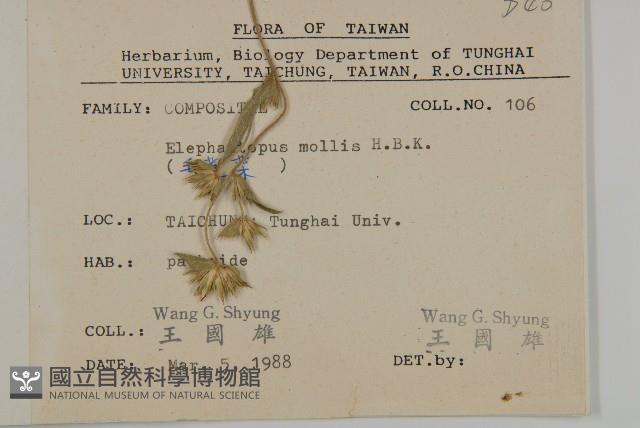 FLORA OF TAIWAN
Herbarium, Biology Department of TUNGHAI
UNIVERSITY, TAICHUNG, TAIWAN, R.O.CHINA
FAMILY: COMPOSITAE COLL.NO. 106
mollis H.B.K.
( 菜 )
LOC.: TAICHUNG: Tunghai Univ.
HAB.:
Wang G. Shyung Wang G. Shyung
COLL.: 王國雄 王國雄
DATE: Mar. 5, 1988 DET.by:
國立自然科學博物館
NATIONAL MUSEUM OF NATURAL SCIENCE